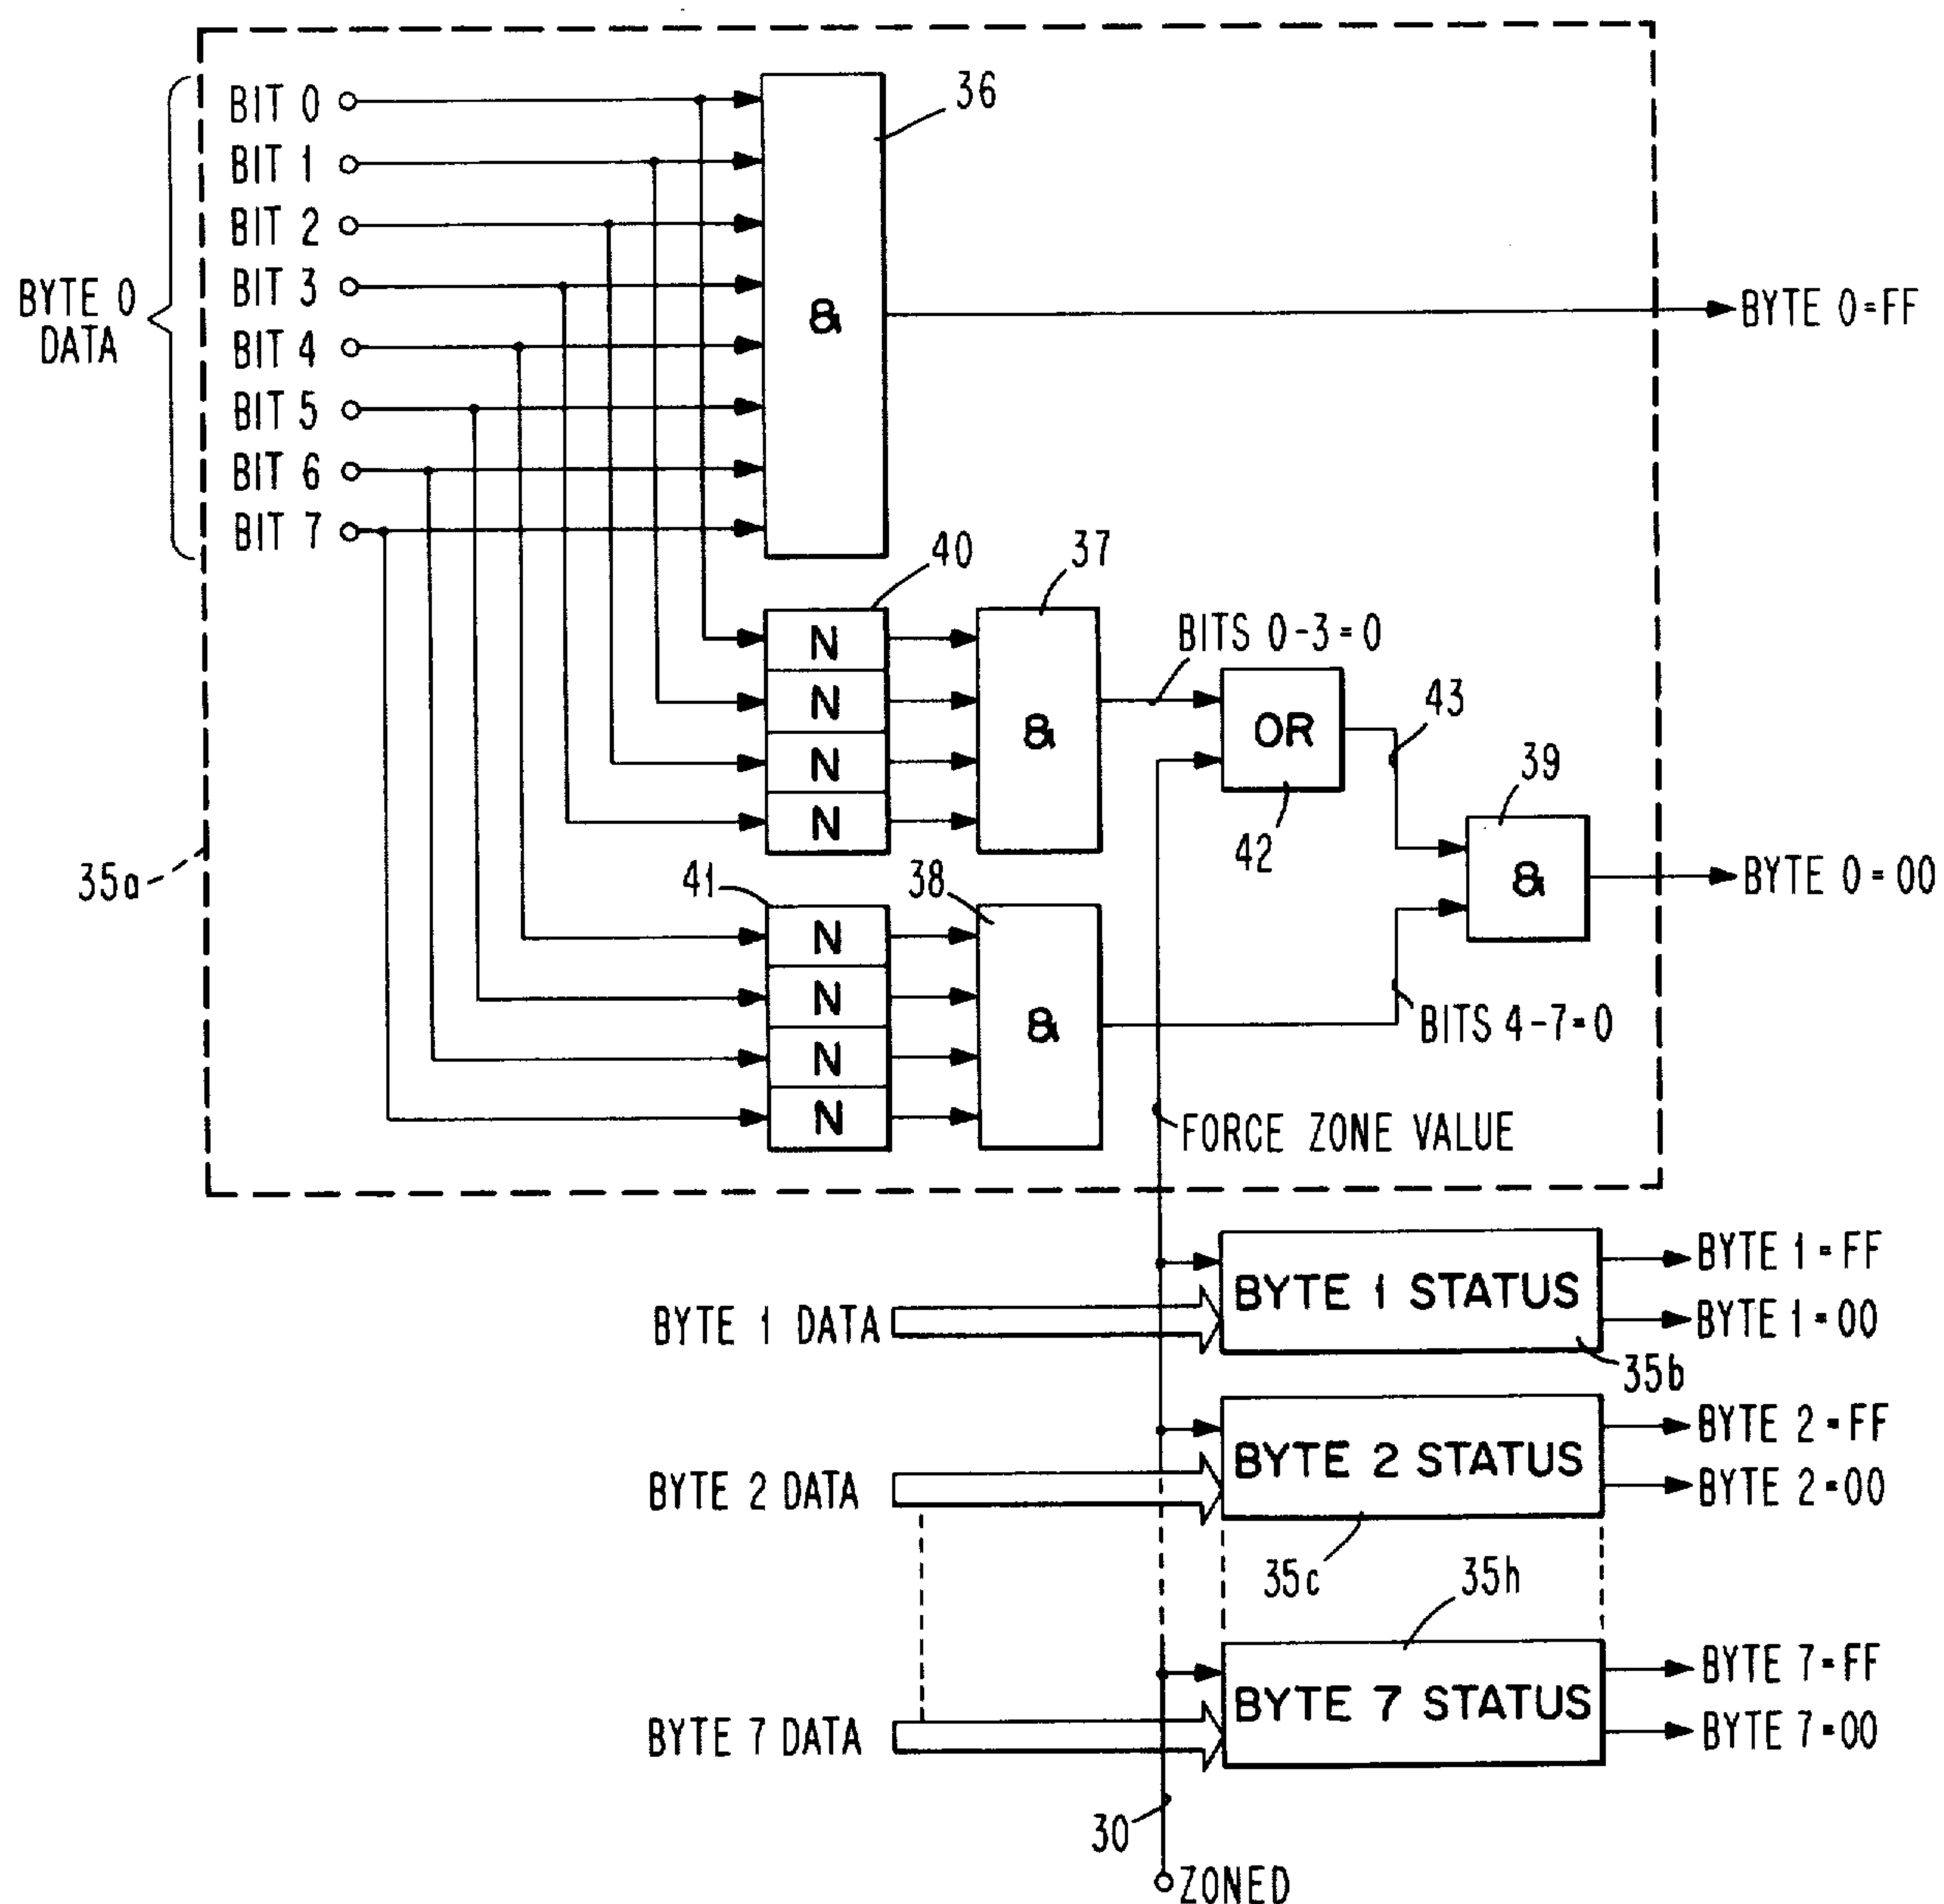 BIT 0
BIT 1
BIT 2
BIT 3
BIT 4
BIT 5
BIT 6
BIT 7
BYTE 0
DATA
36
&
BYTE 0=FF
40
37
N
N
N
N
&
BITS 0-3=0
OR
42
43
39
&
BYTE 0=00
35a
41
38
N
N
N
N
&
BITS 4-7=0
FORCE ZONE VALUE
BYTE 1 DATA
BYTE 1 STATUS
BYTE 1=FF
BYTE 1=00
35b
BYTE 2 DATA
BYTE 2 STATUS
BYTE 2=FF
BYTE 2=00
35c
35h
BYTE 7 DATA
BYTE 7 STATUS
BYTE 7=FF
BYTE 7=00
30
ZONED